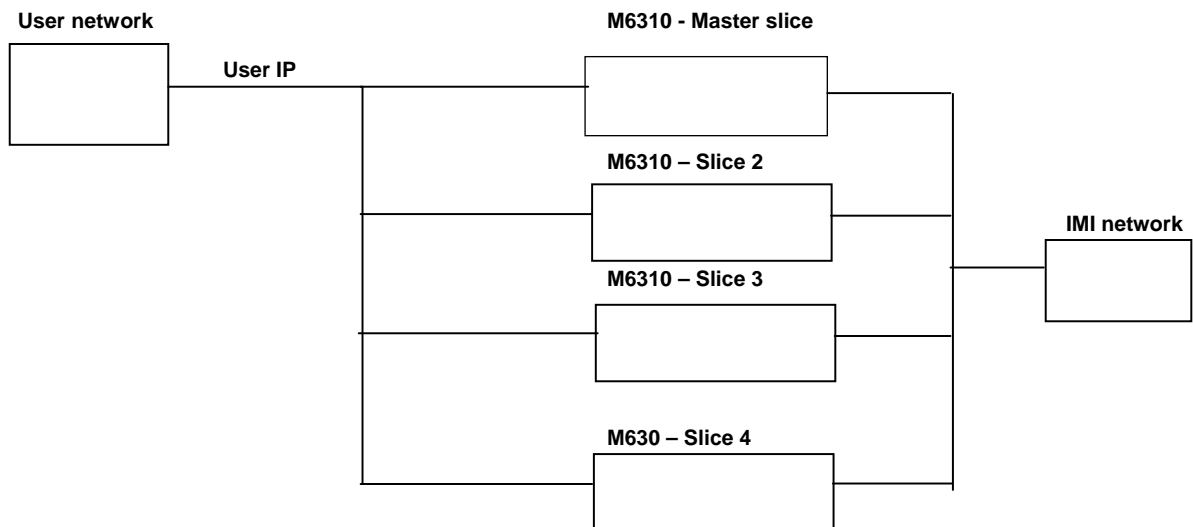 User network
M6310 - Master slice
User IP
M6310 – Slice 2
IMI network
M6310 – Slice 3
M630 – Slice 4